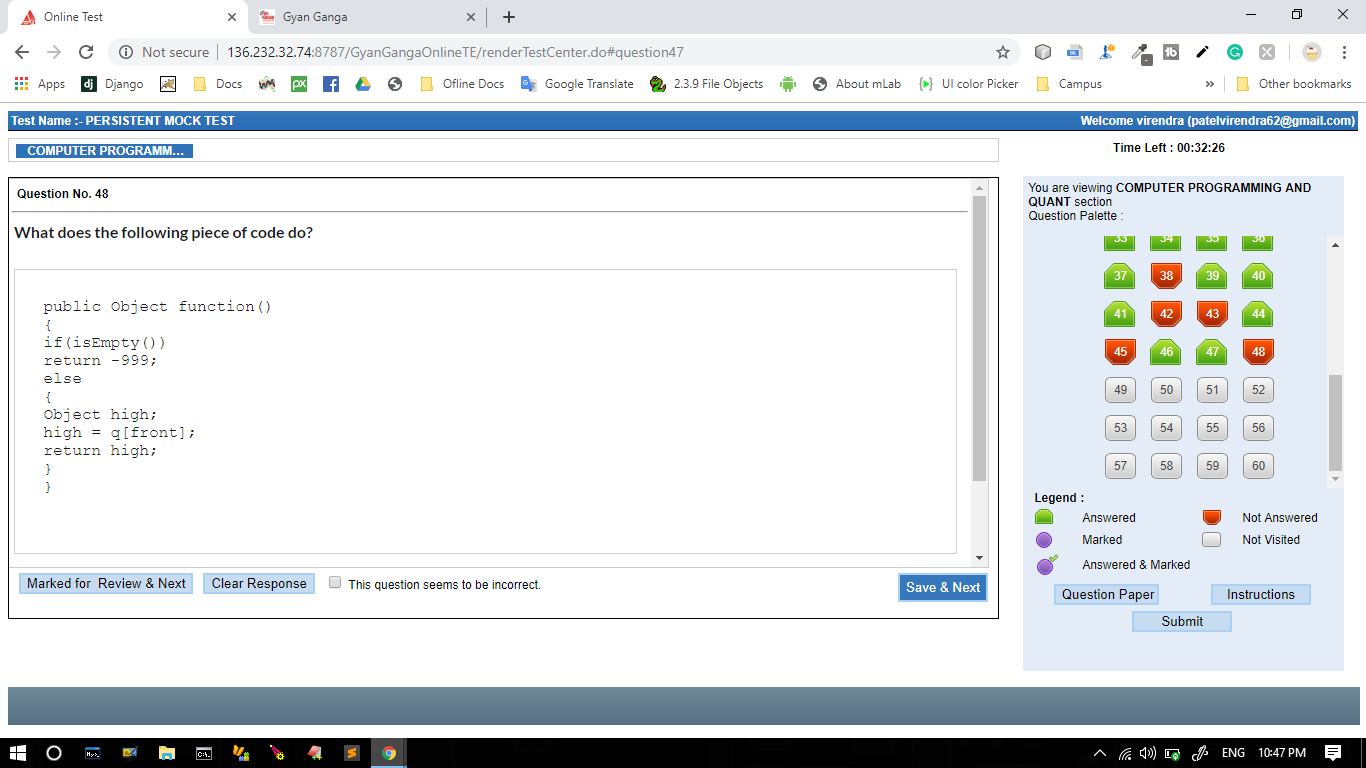 Online Test
Gyan Ganga
Not secure 136.232.32.74:8787/GyanGangaOnlineTE/renderTestCenter.do#question47
Apps dj Django Docs px Ofline Docs Google Translate 2.3.9 File Objects About mLab UI color Picker Campus » Other bookmarks
Test Name :- PERSISTENT MOCK TEST Welcome virendra (patelvirendra62@gmail.com)
COMPUTER PROGRAMM... Time Left : 00:32:26
Question No. 48
What does the following piece of code do?
public Object function()
{
if(isEmpty())
return -999;
else
{
Object high;
high = q[front];
return high;
}
}
Marked for Review & Next Clear Response This question seems to be incorrect. Save & Next
You are viewing COMPUTER PROGRAMMING AND
QUANT section
Question Palette :
33 34 35 36
37 38 39 40
41 42 43 44
45 46 47 48
49 50 51 52
53 54 55 56
57 58 59 60
Legend :
Answered Not Answered
Marked Not Visited
Answered & Marked
Question Paper Instructions
Submit
ENG 10:47 PM